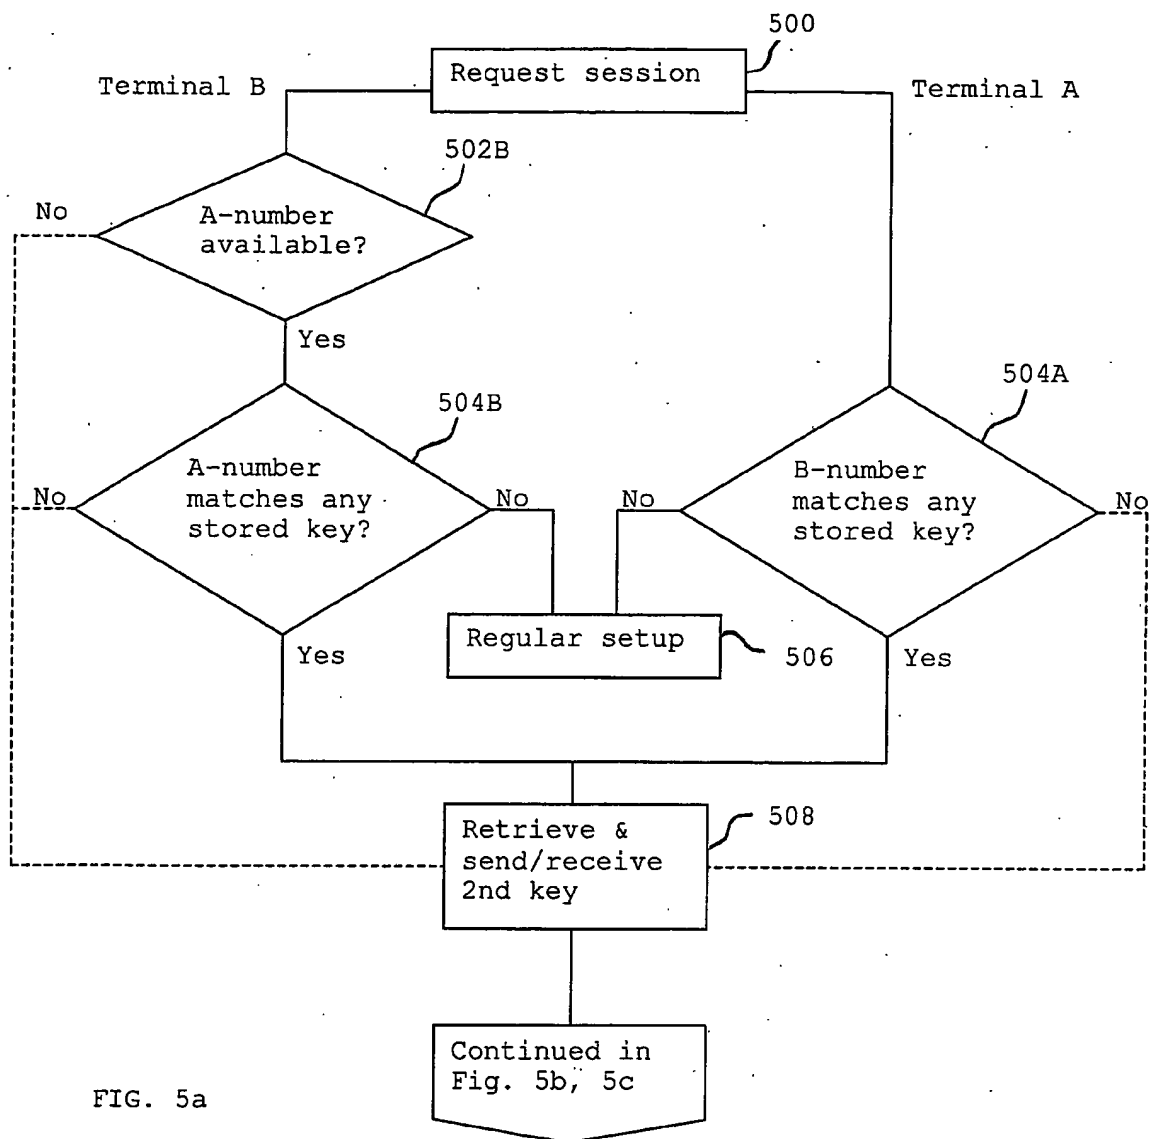 500
Request session
Terminal B
Terminal A
502B
No
A-number
available?
Yes
504A
504B
A-number
matches any
stored key?
B-number
matches any
stored key?
No
No
No
No
Regular setup
506
Yes
Yes
508
Retrieve &
send/receive
2nd key
Continued in
Fig. 5b, 5c
FIG. 5a